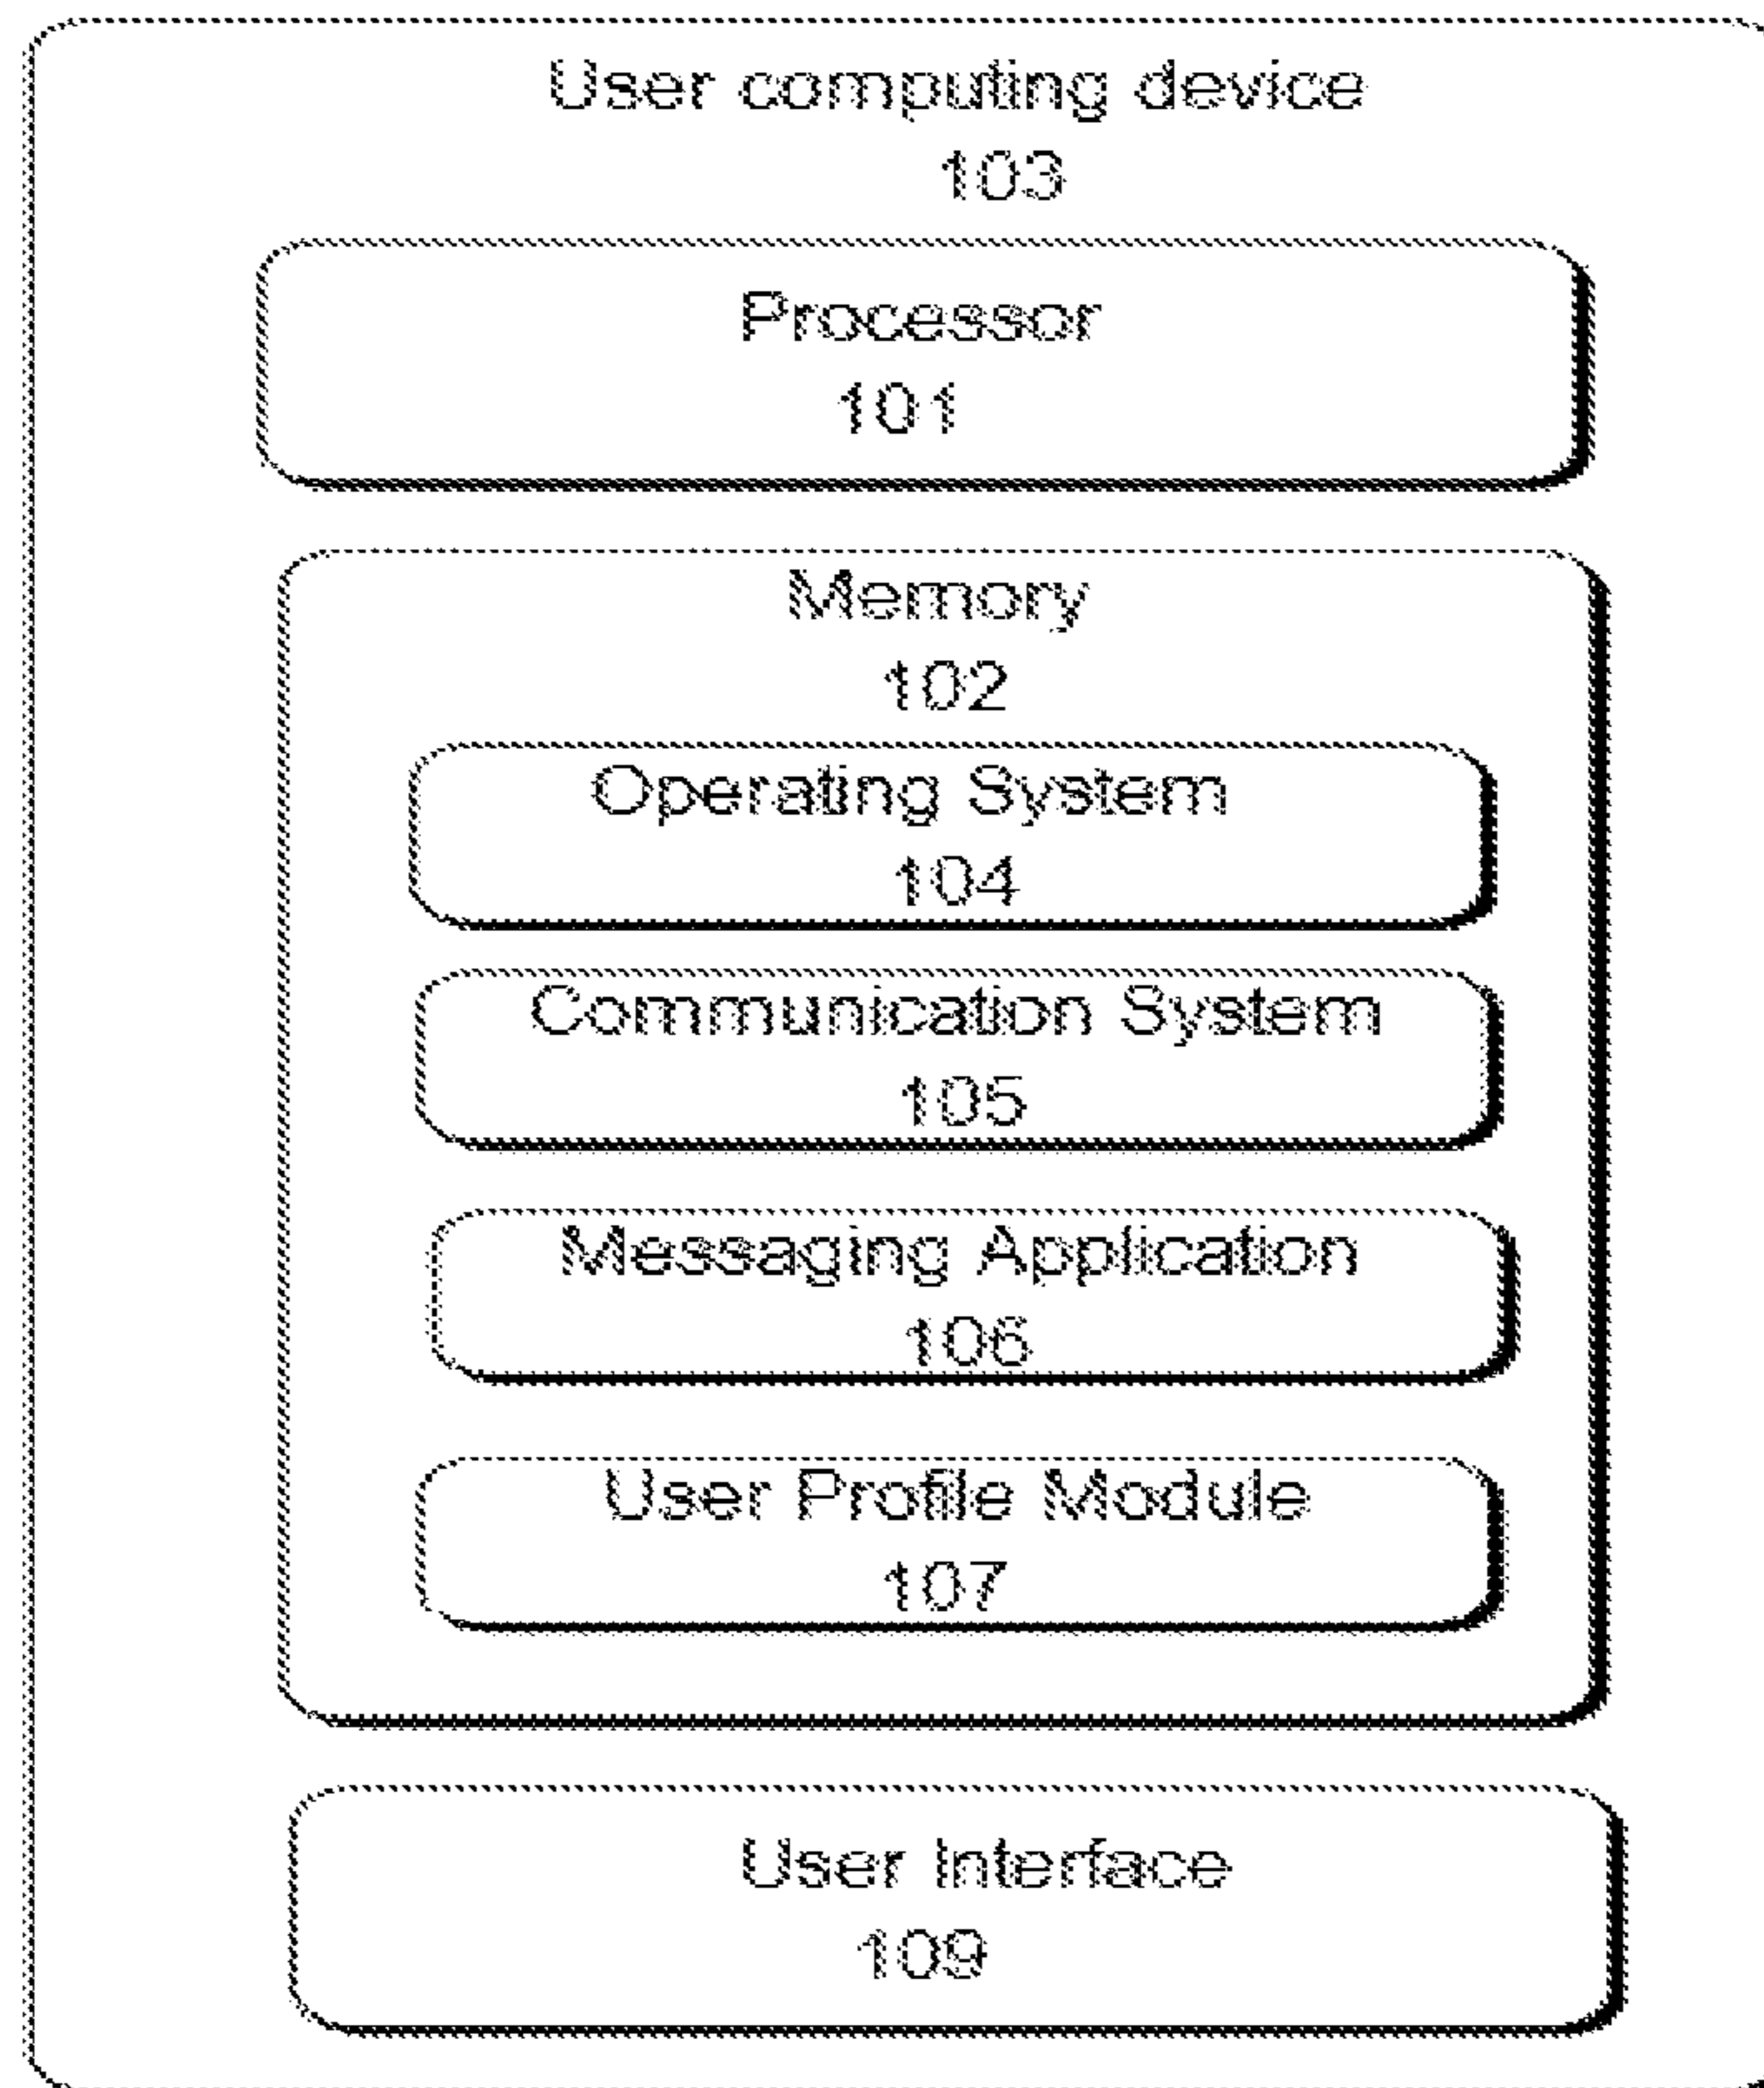 User computing device
103
Processor
101
Memory
102
Operating System
104
Communication System
105
Messaging Application
106
User Profile Module
107
User Interface
109